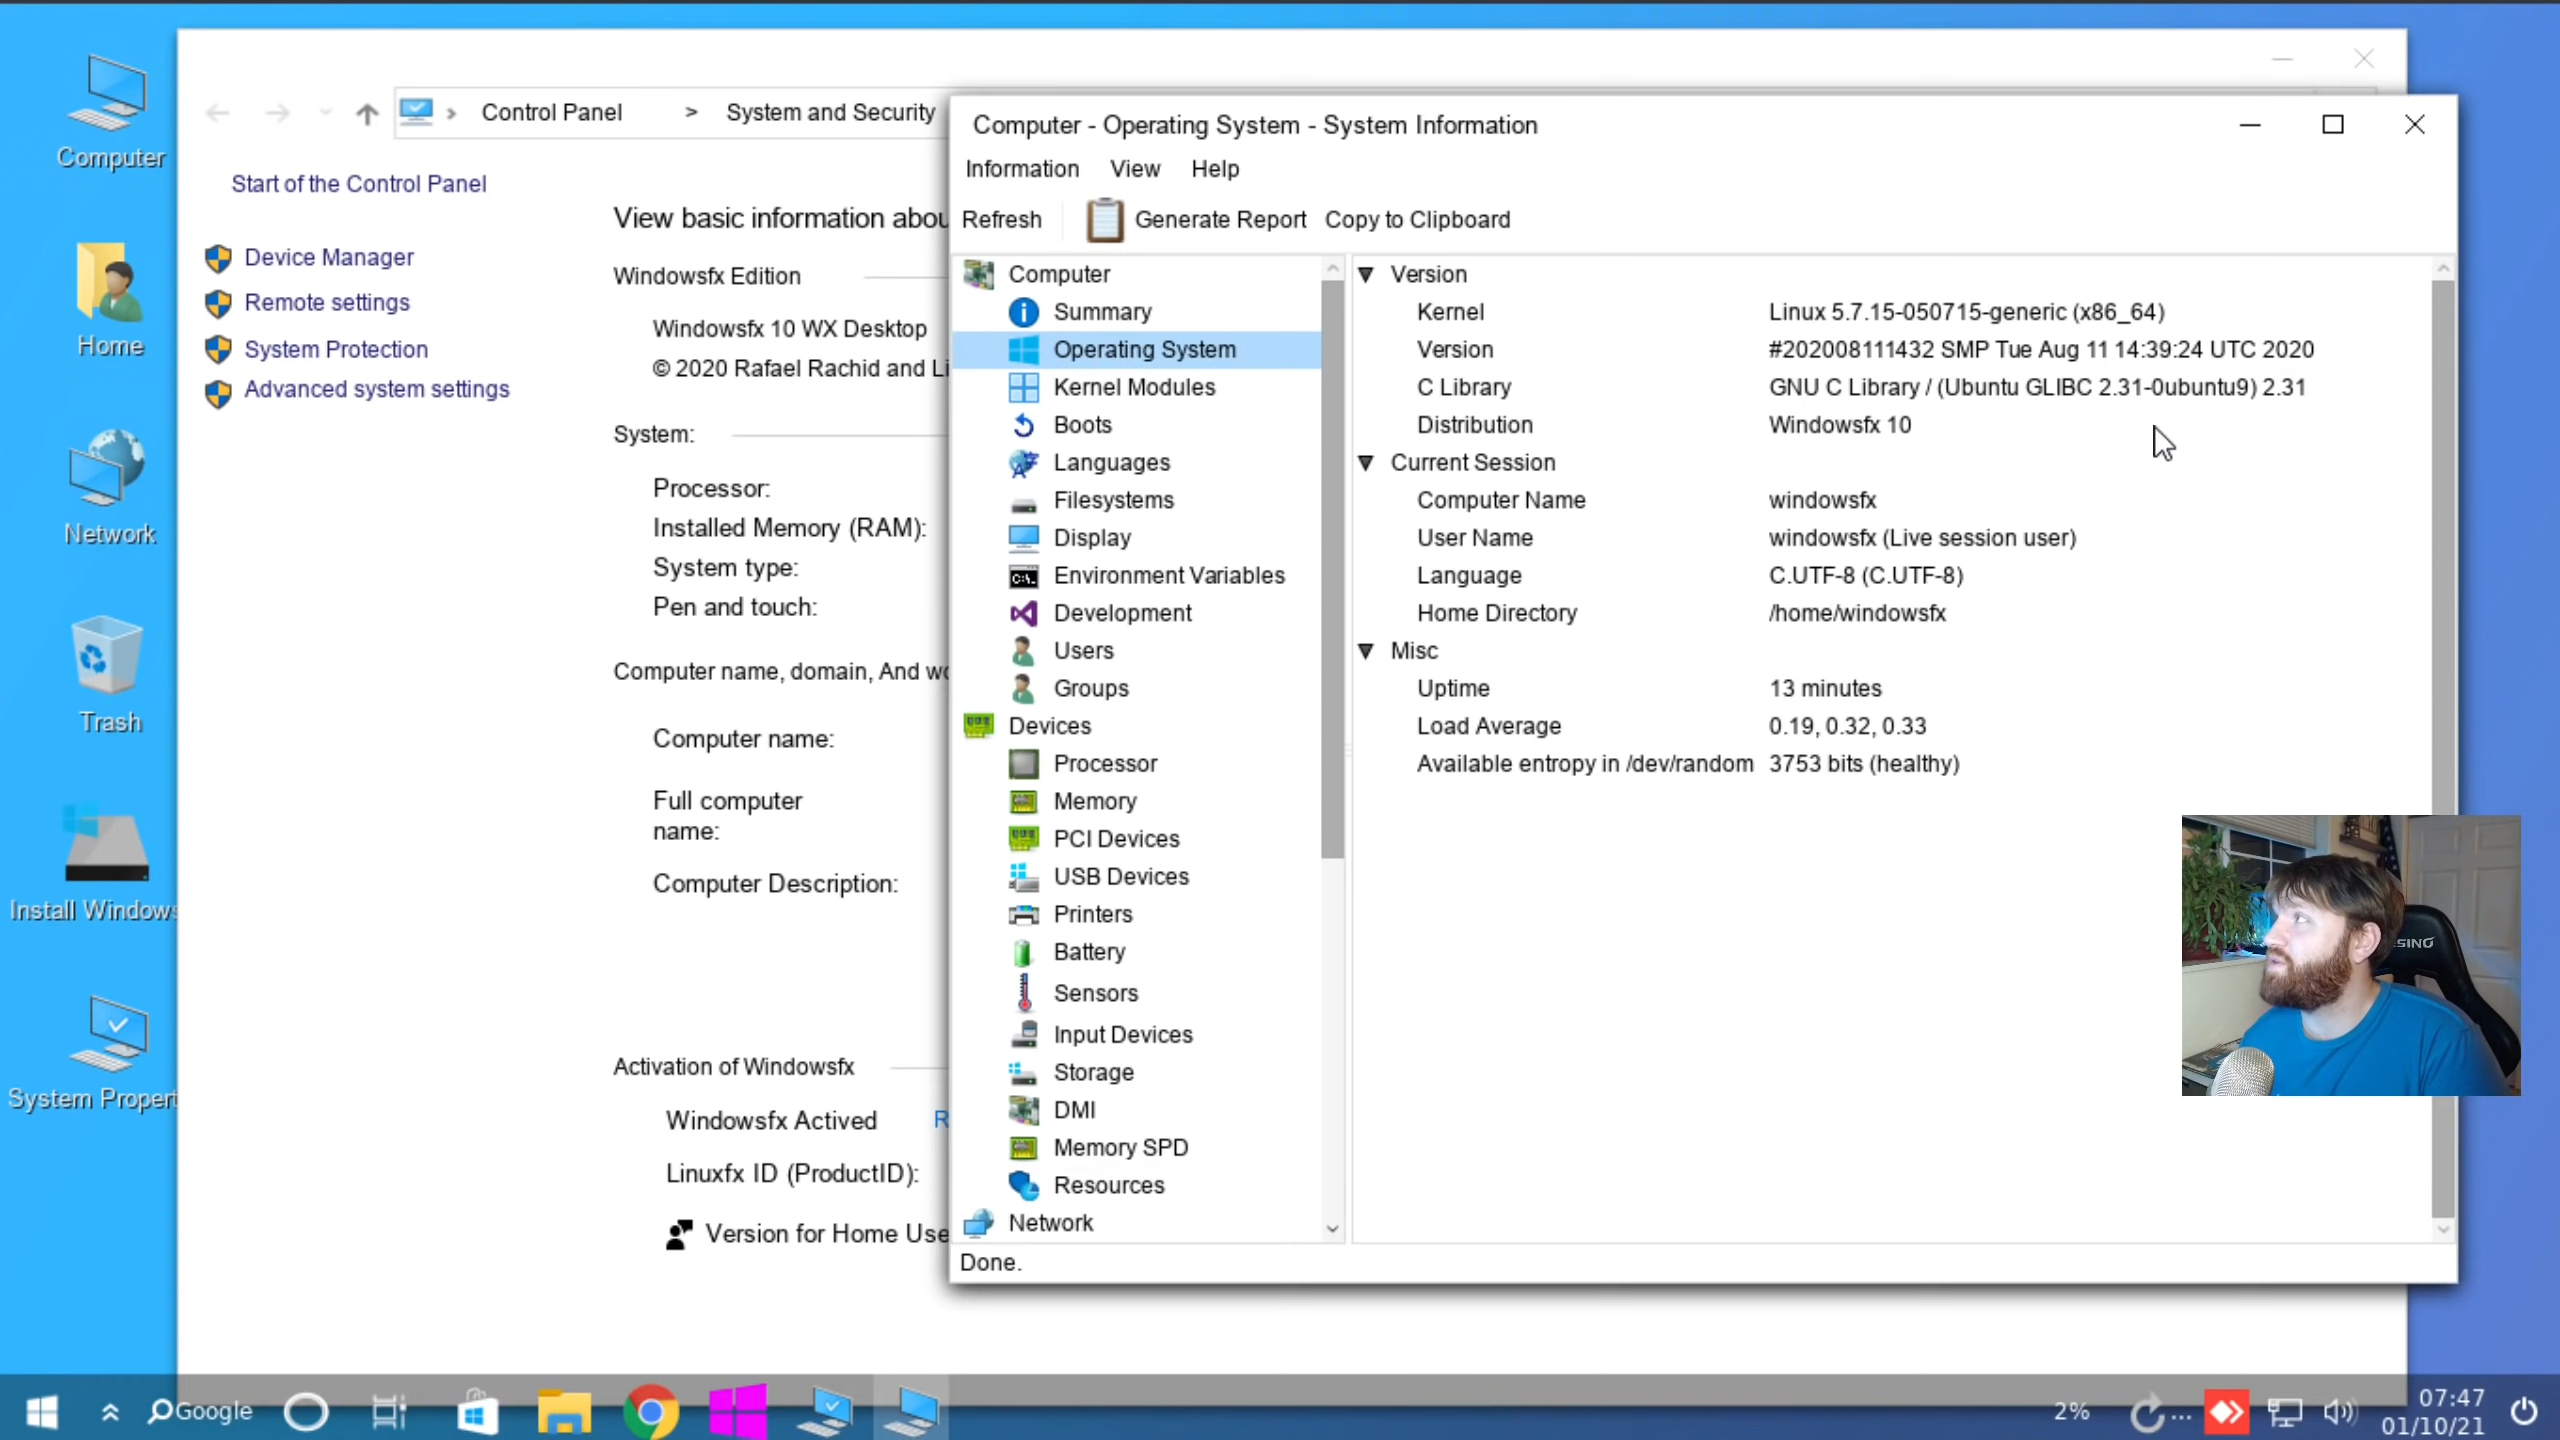 Computer
Home
Network
Trash
Install Windows
System Propert
Control Panel > System and Security
Start of the Control Panel
Device Manager
Remote settings
System Protection
Advanced system settings
View basic information abou
Windowsfx Edition
Windowsfx 10 WX Desktop
© 2020 Rafael Rachid and Li
System:
Processor:
Installed Memory (RAM):
System type:
Pen and touch:
Computer name, domain, And wo
Computer name:
Full computer
name:
Computer Description:
Activation of Windowsfx
Windowsfx Actived R
Linuxfx ID (ProductID):
Version for Home Use
Computer - Operating System - System Information
Information View Help
Refresh Generate Report Copy to Clipboard
Computer
Summary
Operating System
Kernel Modules
Boots
Languages
Filesystems
Display
Environment Variables
Development
Users
Groups
Devices
Processor
Memory
PCI Devices
USB Devices
Printers
Battery
Sensors
Input Devices
Storage
DMI
Memory SPD
Resources
Network
Version
Kernel Linux 5.7.15-050715-generic (x86_64)
Version #202008111432 SMP Tue Aug 11 14:39:24 UTC 2020
C Library GNU C Library / (Ubuntu GLIBC 2.31-0ubuntu9) 2.31
Distribution Windowsfx 10
Current Session
Computer Name windowsfx
User Name windowsfx (Live session user)
Language C.UTF-8 (C.UTF-8)
Home Directory /home/windowsfx
Misc
Uptime 13 minutes
Load Average 0.19, 0.32, 0.33
Available entropy in /dev/random 3753 bits (healthy)
Done.
SINO
Google
2%
...
07:47
01/10/21